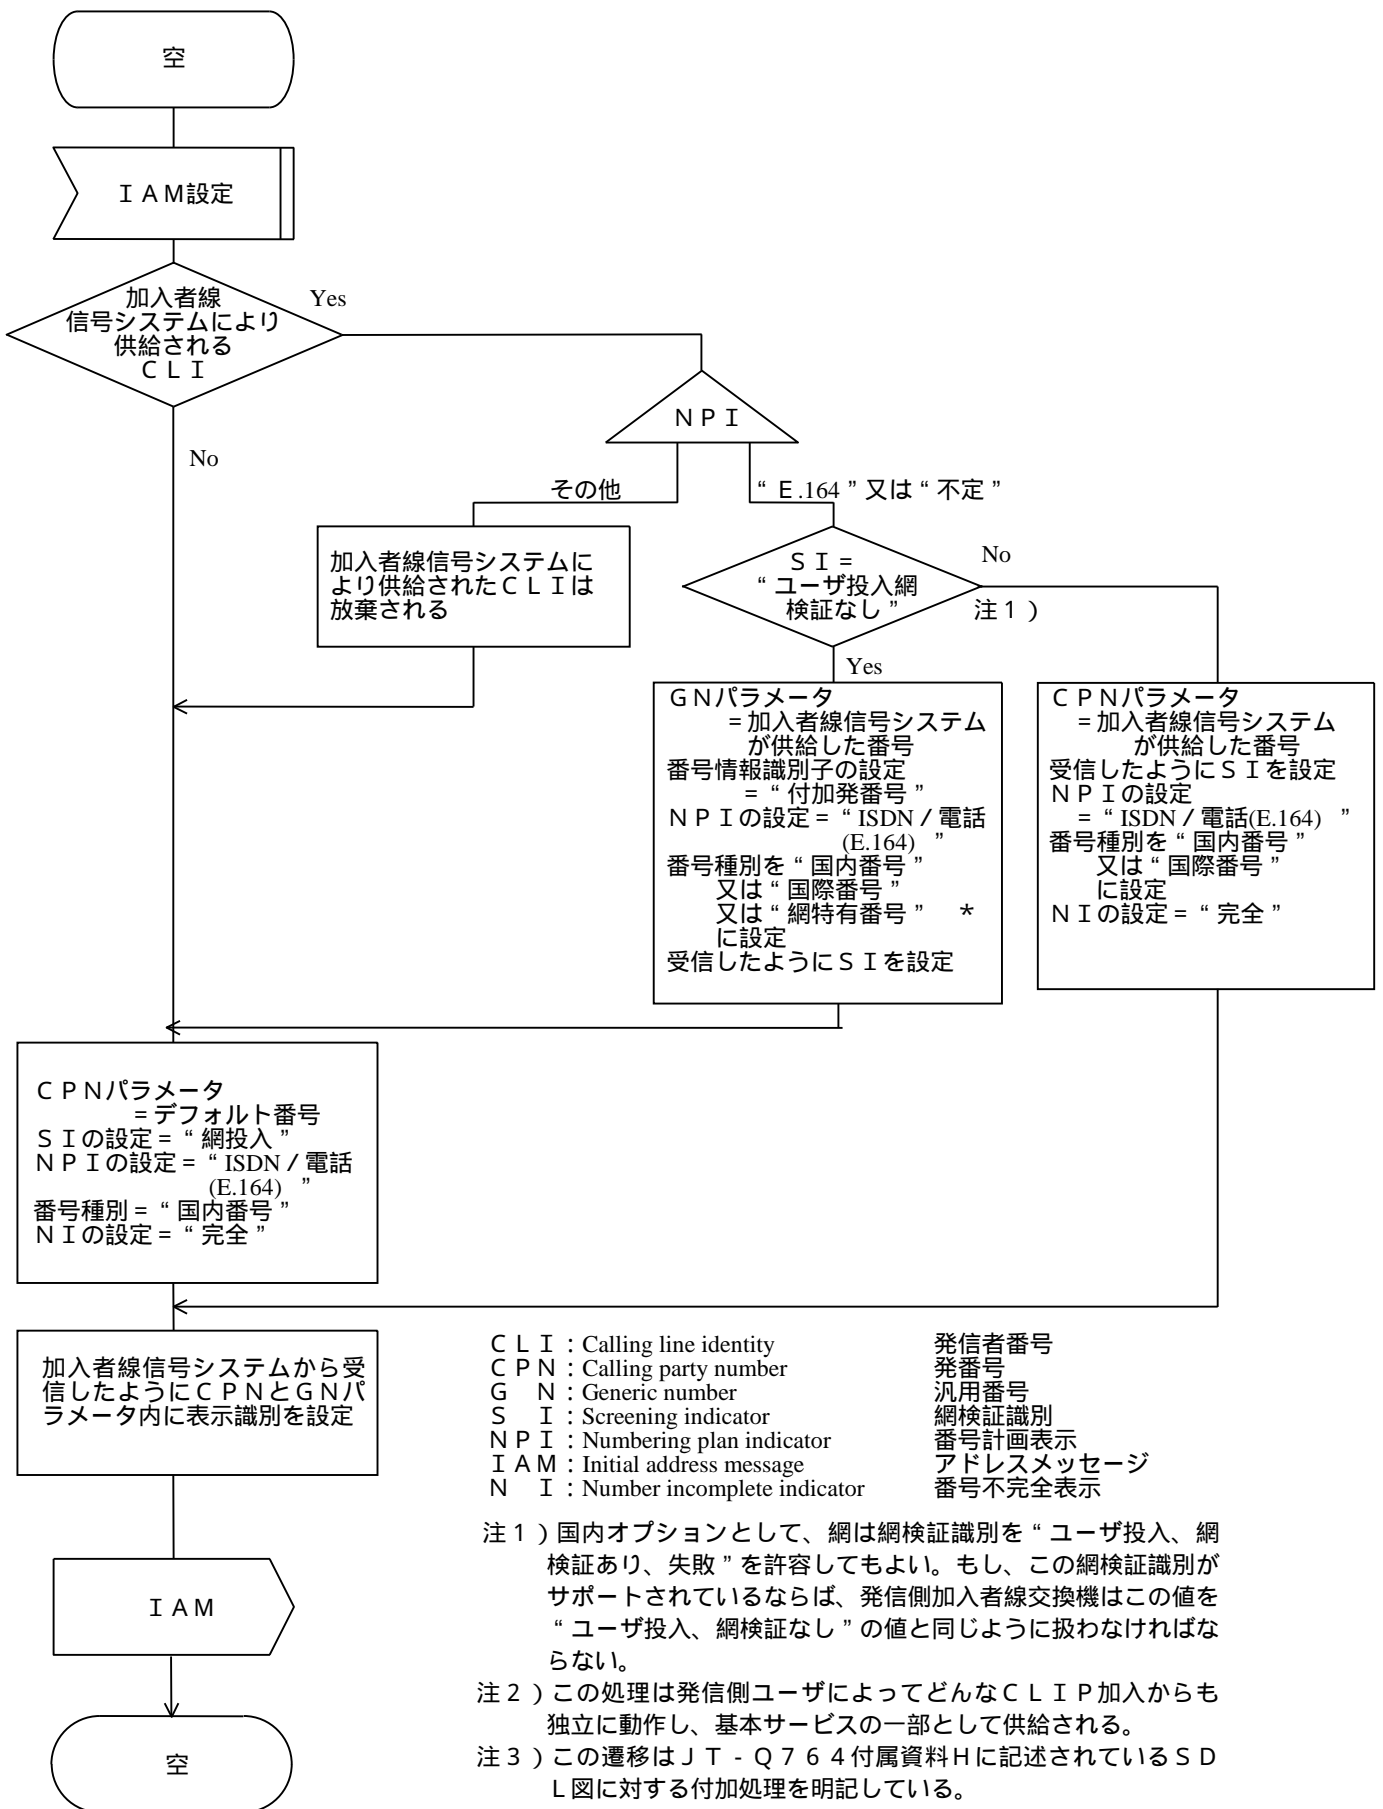 空
ＩＡＭ設定
加入者線
信号システムにより
供給される
ＣＬＩ
Yes
No
ＮＰＩ
その他
“Ｅ.164”又は“不定”
加入者線信号システムに
より供給されたＣＬＩは
放棄される
ＳＩ=
“ユーザ投入網
検証なし”
No
注１）
Yes
ＧＮパラメータ
=加入者線信号システム
が供給した番号
番号情報識別子の設定
=“付加発番号”
ＮＰＩの設定=“ISDN／電話
(E.164)”
番号種別を“国内番号”
又は“国際番号”
又は“網特有番号” *
に設定
受信したようにＳＩを設定
ＣＰＮパラメータ
=加入者線信号システム
が供給した番号
受信したようにＳＩを設定
ＮＰＩの設定
=“ISDN／電話(E.164)”
番号種別を“国内番号”
又は“国際番号”
に設定
ＮＩの設定=“完全”
ＣＰＮパラメータ
=デフォルト番号
ＳＩの設定=“網投入”
ＮＰＩの設定=“ISDN／電話
(E.164)”
番号種別=“国内番号”
ＮＩの設定=“完全”
加入者線信号システムから受
信したようにＣＰＮとＧＮパ
ラメータ内に表示識別を設定
ＩＡＭ
空
ＣＬＩ：Calling line identity 発信者番号
ＣＰＮ：Calling party number 発番号
Ｇ Ｎ：Generic number 汎用番号
Ｓ Ｉ：Screening indicator 網検証識別
ＮＰＩ：Numbering plan indicator 番号計画表示
ＩＡＭ：Initial address message アドレスメッセージ
Ｎ Ｉ：Number incomplete indicator 番号不完全表示
注１）国内オプションとして、網は網検証識別を“ユーザ投入、網
検証あり、失敗”を許容してもよい。もし、この網検証識別が
サポートされているならば、発信側加入者線交換機はこの値を
“ユーザ投入、網検証なし”の値と同じように扱わなければな
らない。
注２）この処理は発信側ユーザによってどんなＣＬＩＰ加入からも
独立に動作し、基本サービスの一部として供給される。
注３）この遷移はＪＴ-Ｑ７６４付属資料Ｈに記述されているＳＤ
Ｌ図に対する付加処理を明記している。